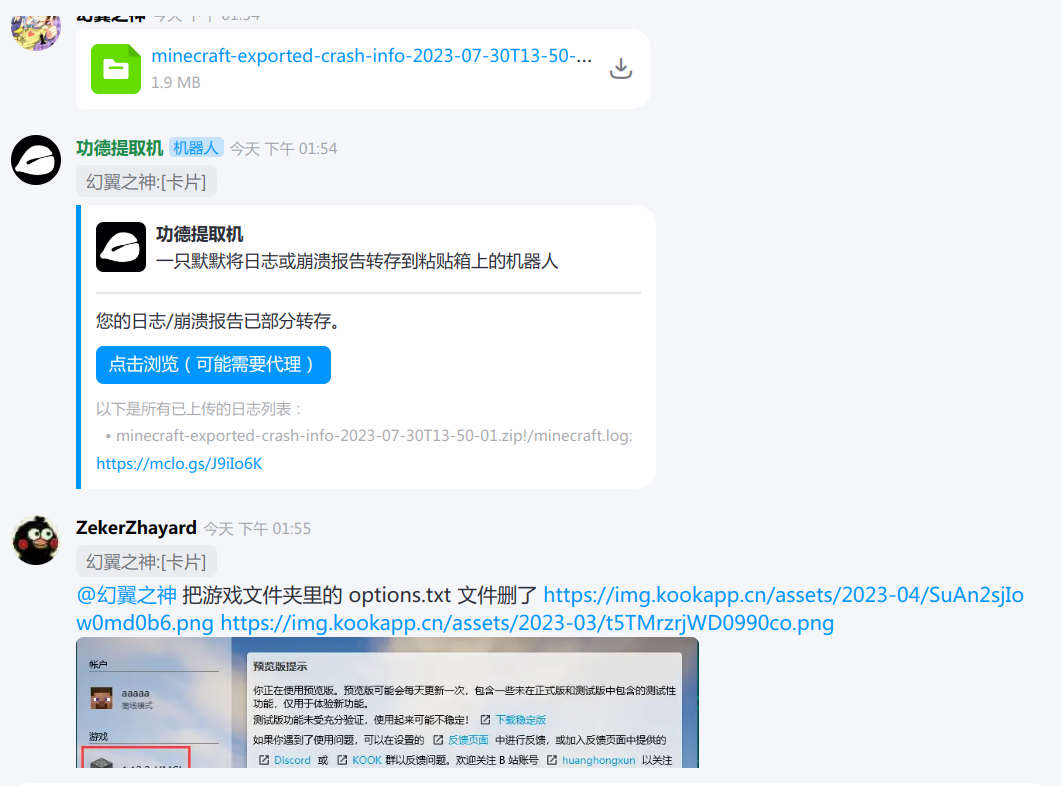 幻翼之神 今天 下午 01:54
minecraft-exported-crash-info-2023-07-30T13-50-...
1.9 MB
功德提取机 机器人 今天 下午 01:54
幻翼之神:[卡片]
功德提取机
一只默默将日志或崩溃报告转存到粘贴箱上的机器人
您的日志/崩溃报告已部分转存。
点击浏览（可能需要代理）
以下是所有已上传的日志列表：
• minecraft-exported-crash-info-2023-07-30T13-50-01.zip!/minecraft.log:
https://mclo.gs/J9iIo6K
ZekerZhayard 今天 下午 01:55
幻翼之神:[卡片]
@幻翼之神 把游戏文件夹里的 options.txt 文件删了 https://img.kookapp.cn/assets/2023-04/SuAn2sjIo
w0md0b6.png https://img.kookapp.cn/assets/2023-03/t5TMrzrjWD0990co.png
帐户
aaaaa
离线模式
游戏
预览版提示
你正在使用预览版。预览版可能会每天更新一次，包含一些未在正式版和测试版中包含的测试性
功能，仅用于体验新功能。
测试版功能未受充分验证，使用起来可能不稳定！ 下载稳定版
如果你遇到了使用问题，可以在设置的 反馈页面 中进行反馈，或加入反馈页面中提供的
Discord 或 KOOK 群以反馈问题。欢迎关注 B 站账号 huanghongxun 以关注